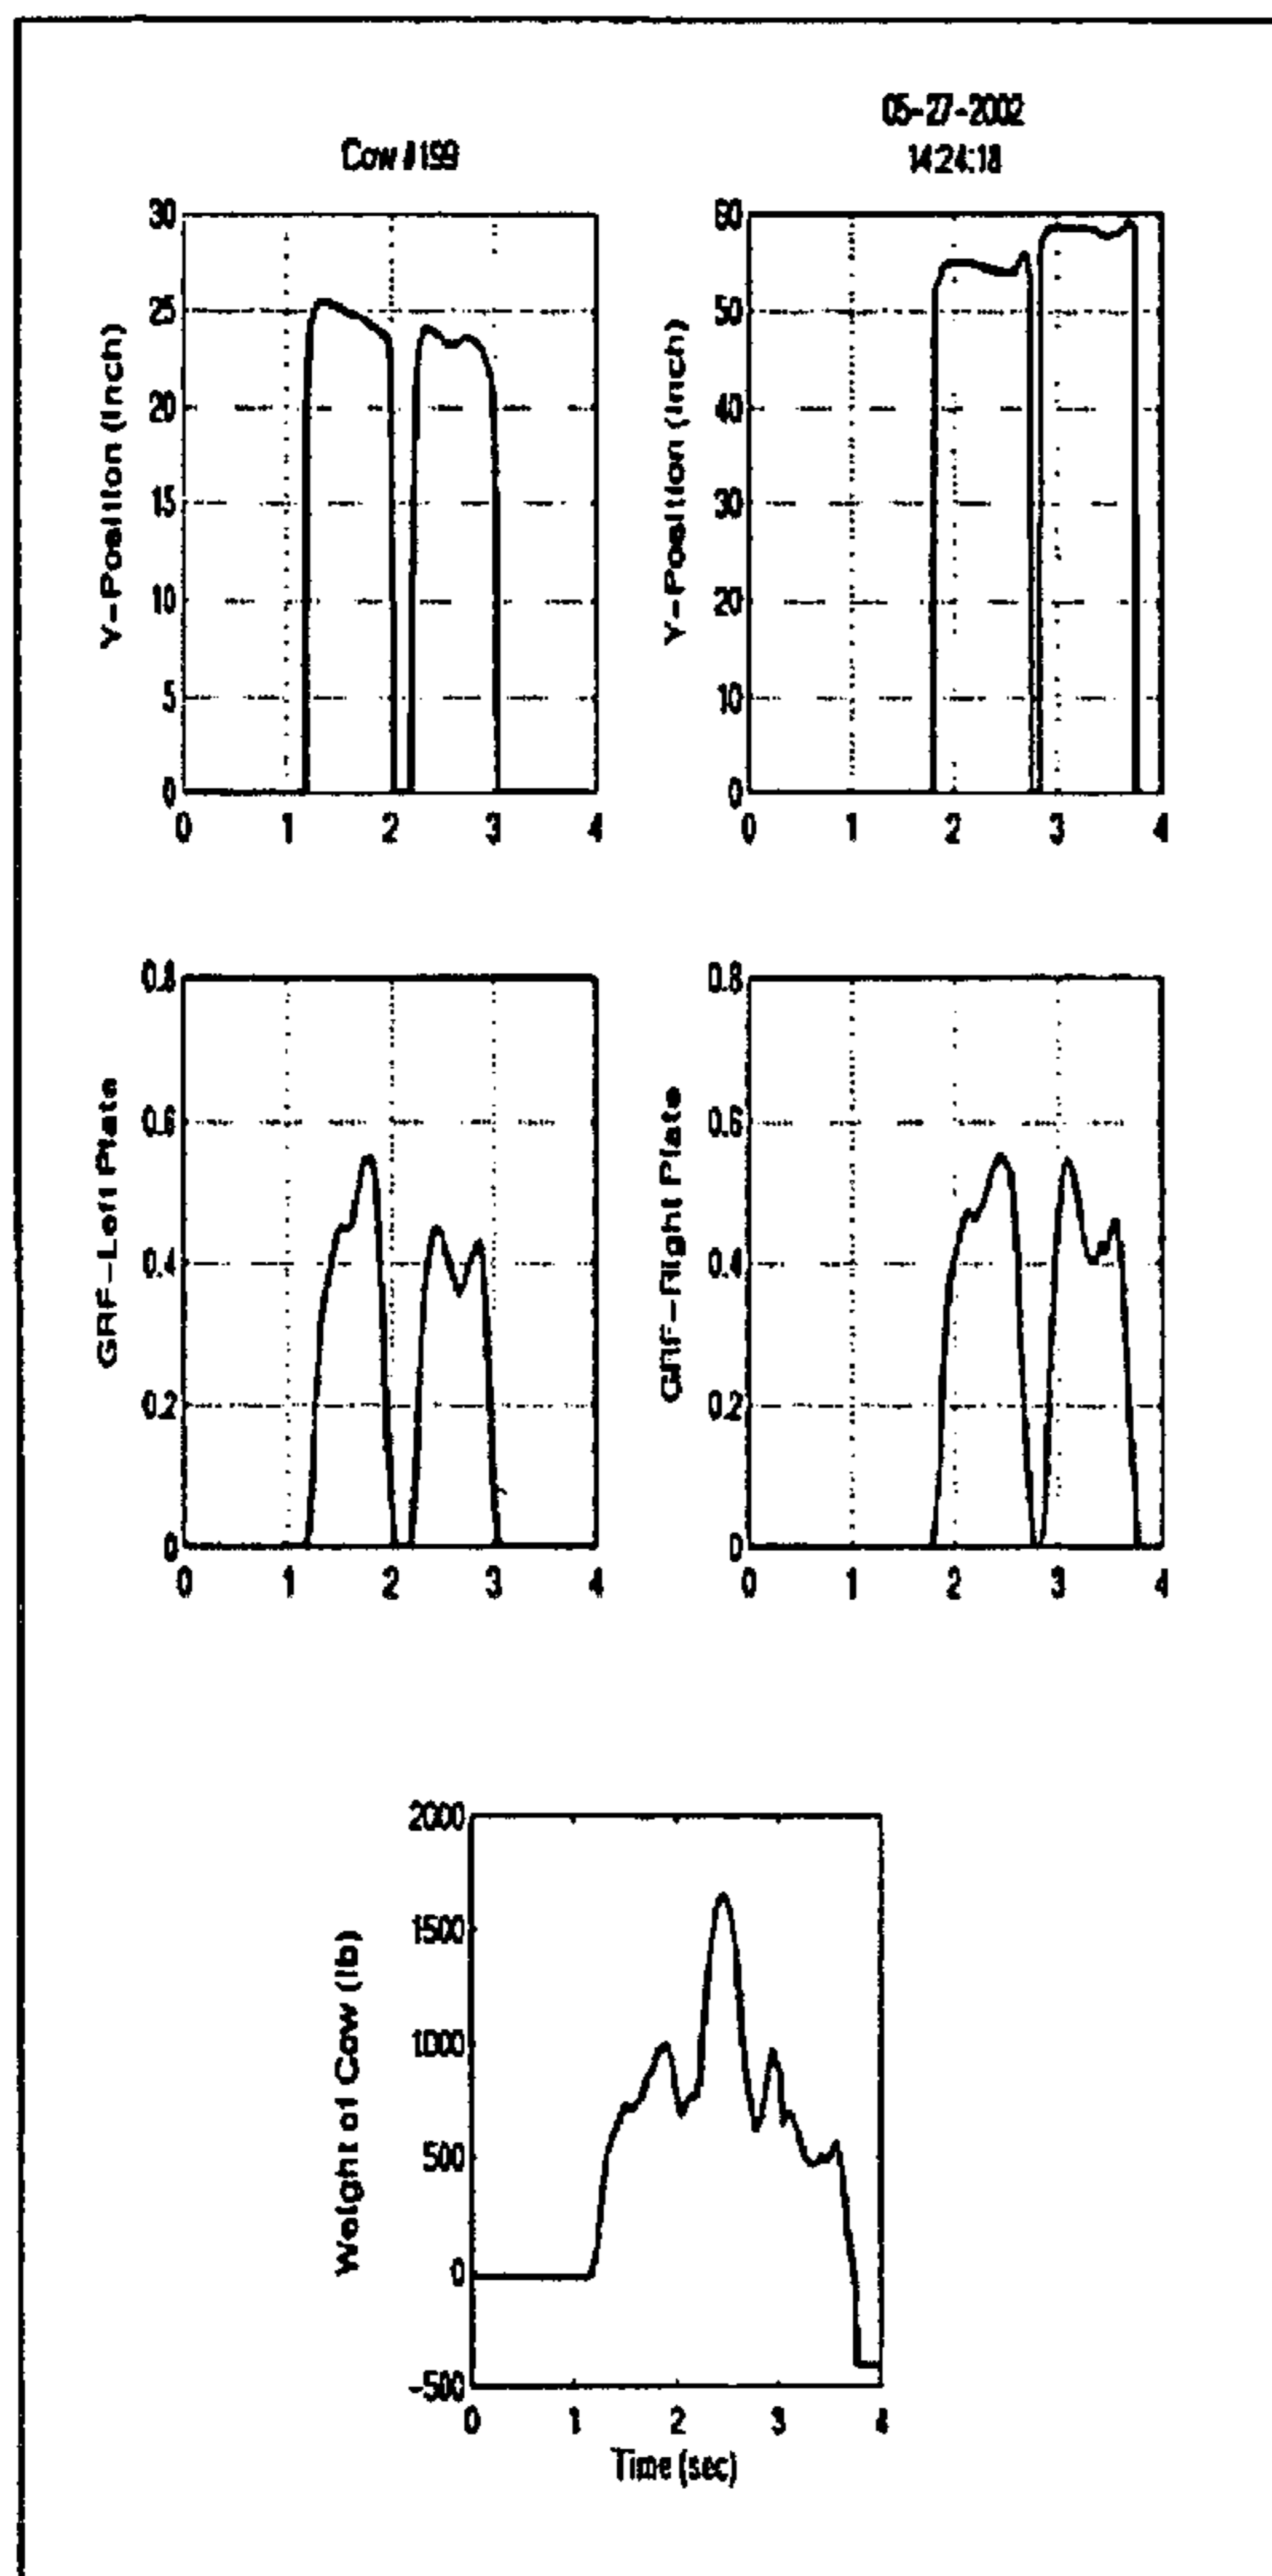 Cow #199
05-27-2002
14:24:18
Y-Position (Inch)
30
25
20
15
10
5
0
0 1 2 3 4
Y-Position (Inch)
60
50
40
30
20
10
0
0 1 2 3 4
GRF-Left Plate
0.8
0.6
0.4
0.2
0
0 1 2 3 4
GRF-Right Plate
0.8
0.6
0.4
0.2
0
0 1 2 3 4
Weight of Cow (lb)
2000
1500
1000
500
0
-500
0 1 2 3 4
Time (sec)